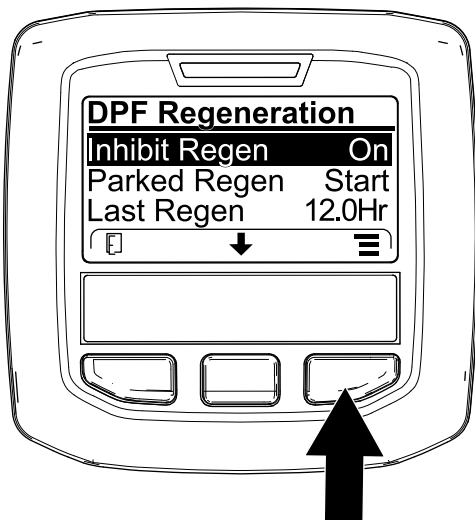 DPF Regeneration
Inhibit Regen On
Parked Regen Start
Last Regen 12.0Hr